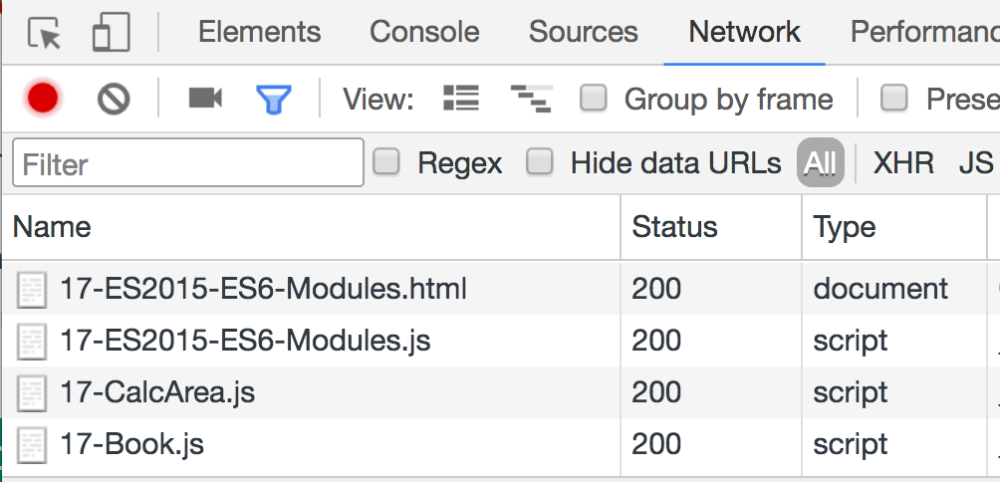 Elements Console Sources Network
View: Group by frame
Filter Regex Hide data URLs All XHR JS
Name Status Type
17-ES2015-ES6-Modules.html 200 document
17-ES2015-ES6-Modules.js 200 script
17-CalcArea.js 200 script
17-Book.js 200 script